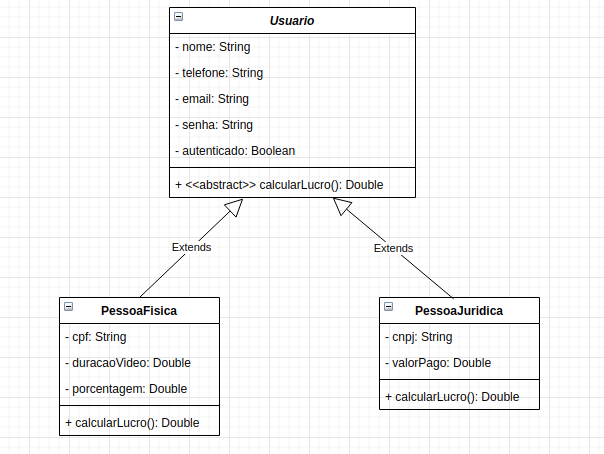 Usuario
- nome: String
- telefone: String
- email: String
- senha: String
- autenticado: Boolean
+ <<abstract>> calcularLucro(): Double
Extends
Extends
PessoaFisica
- cpf: String
- duracaoVideo: Double
- porcentagem: Double
+ calcularLucro(): Double
PessoaJuridica
- cnpj: String
- valorPago: Double
+ calcularLucro(): Double